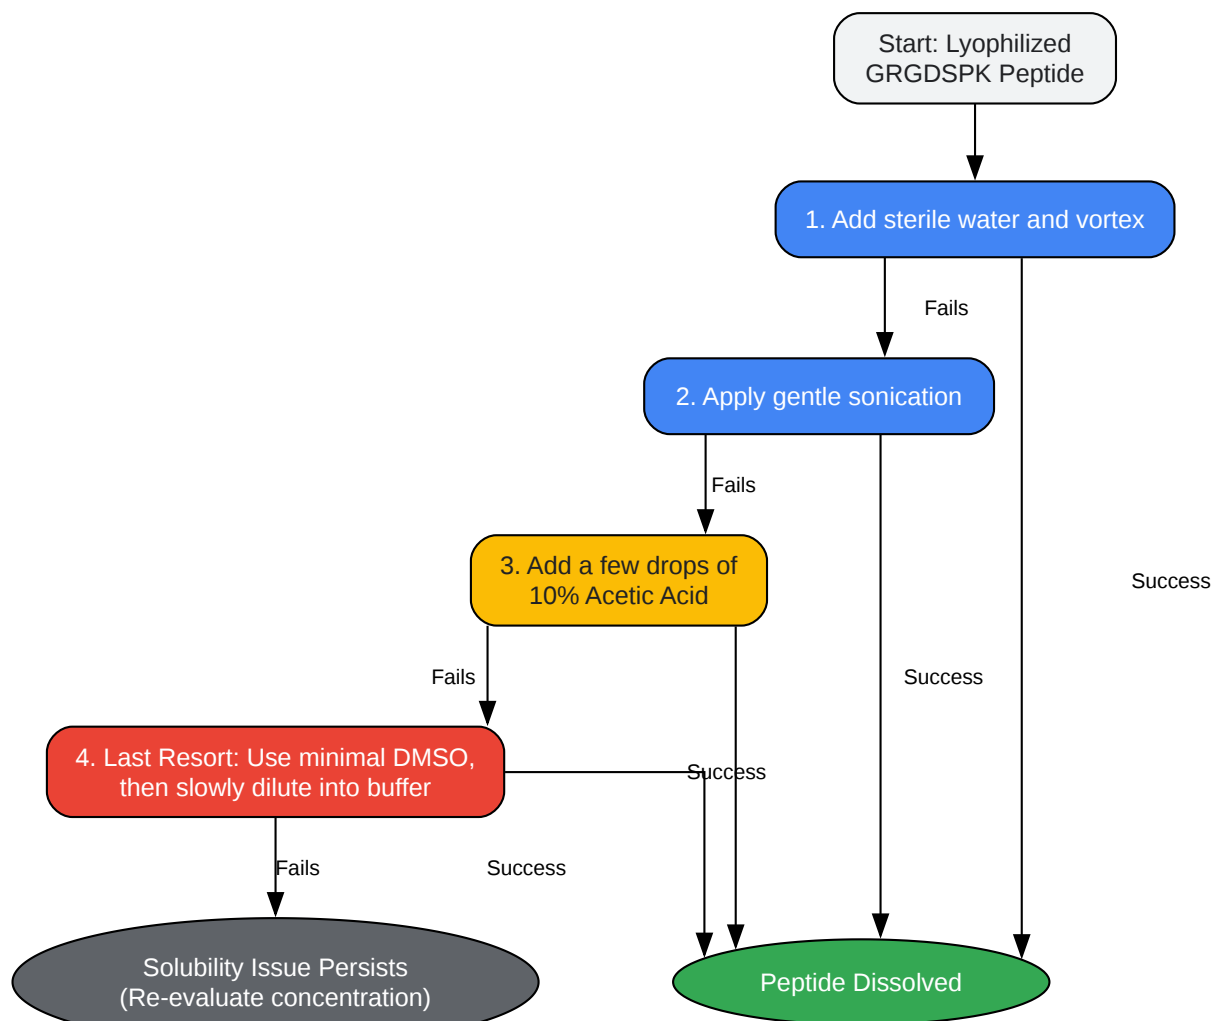 Start: Lyophilized
GRGDSPK Peptide
1. Add sterile water and vortex
Fails
2. Apply gentle sonication
Fails
3. Add a few drops of
10% Acetic Acid
Success
Fails
Success
4. Last Resort: Use minimal DMSO,
then slowly dilute into buffer
Success
Fails
Success
Solubility Issue Persists
(Re-evaluate concentration)
Peptide Dissolved